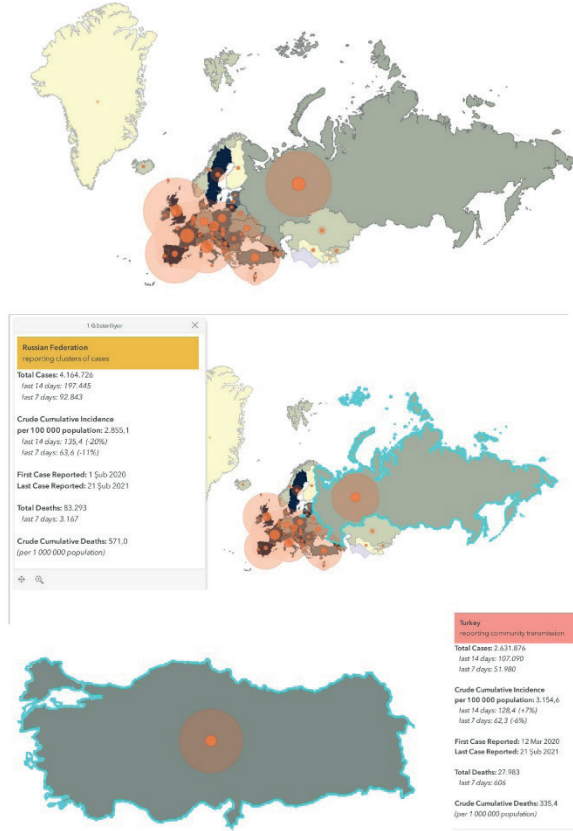 1 Gösteriliyor
Russian Federation
reporting clusters of cases
Total Cases: 4.164.726
last 14 days: 197.445
last 7 days: 92.843
Crude Cumulative Incidence
per 100 000 population: 2.855,1
last 14 days: 135,4 (-20%)
last 7 days: 63,6 (-11%)
First Case Reported: 1 Şub 2020
Last Case Reported: 21 Şub 2021
Total Deaths: 83.293
last 7 days: 3.167
Crude Cumulative Deaths: 571,0
(per 1 000 000 population)
Turkey
reporting community transmission
Total Cases: 2.631.876
last 14 days: 107.090
last 7 days: 51.980
Crude Cumulative Incidence
per 100 000 population: 3.154,6
last 14 days: 128,4 (+7%)
last 7 days: 62,3 (-6%)
First Case Reported: 12 Mar 2020
Last Case Reported: 21 Şub 2021
Total Deaths: 27.983
last 7 days: 606
Crude Cumulative Deaths: 335,4
(per 1 000 000 population)